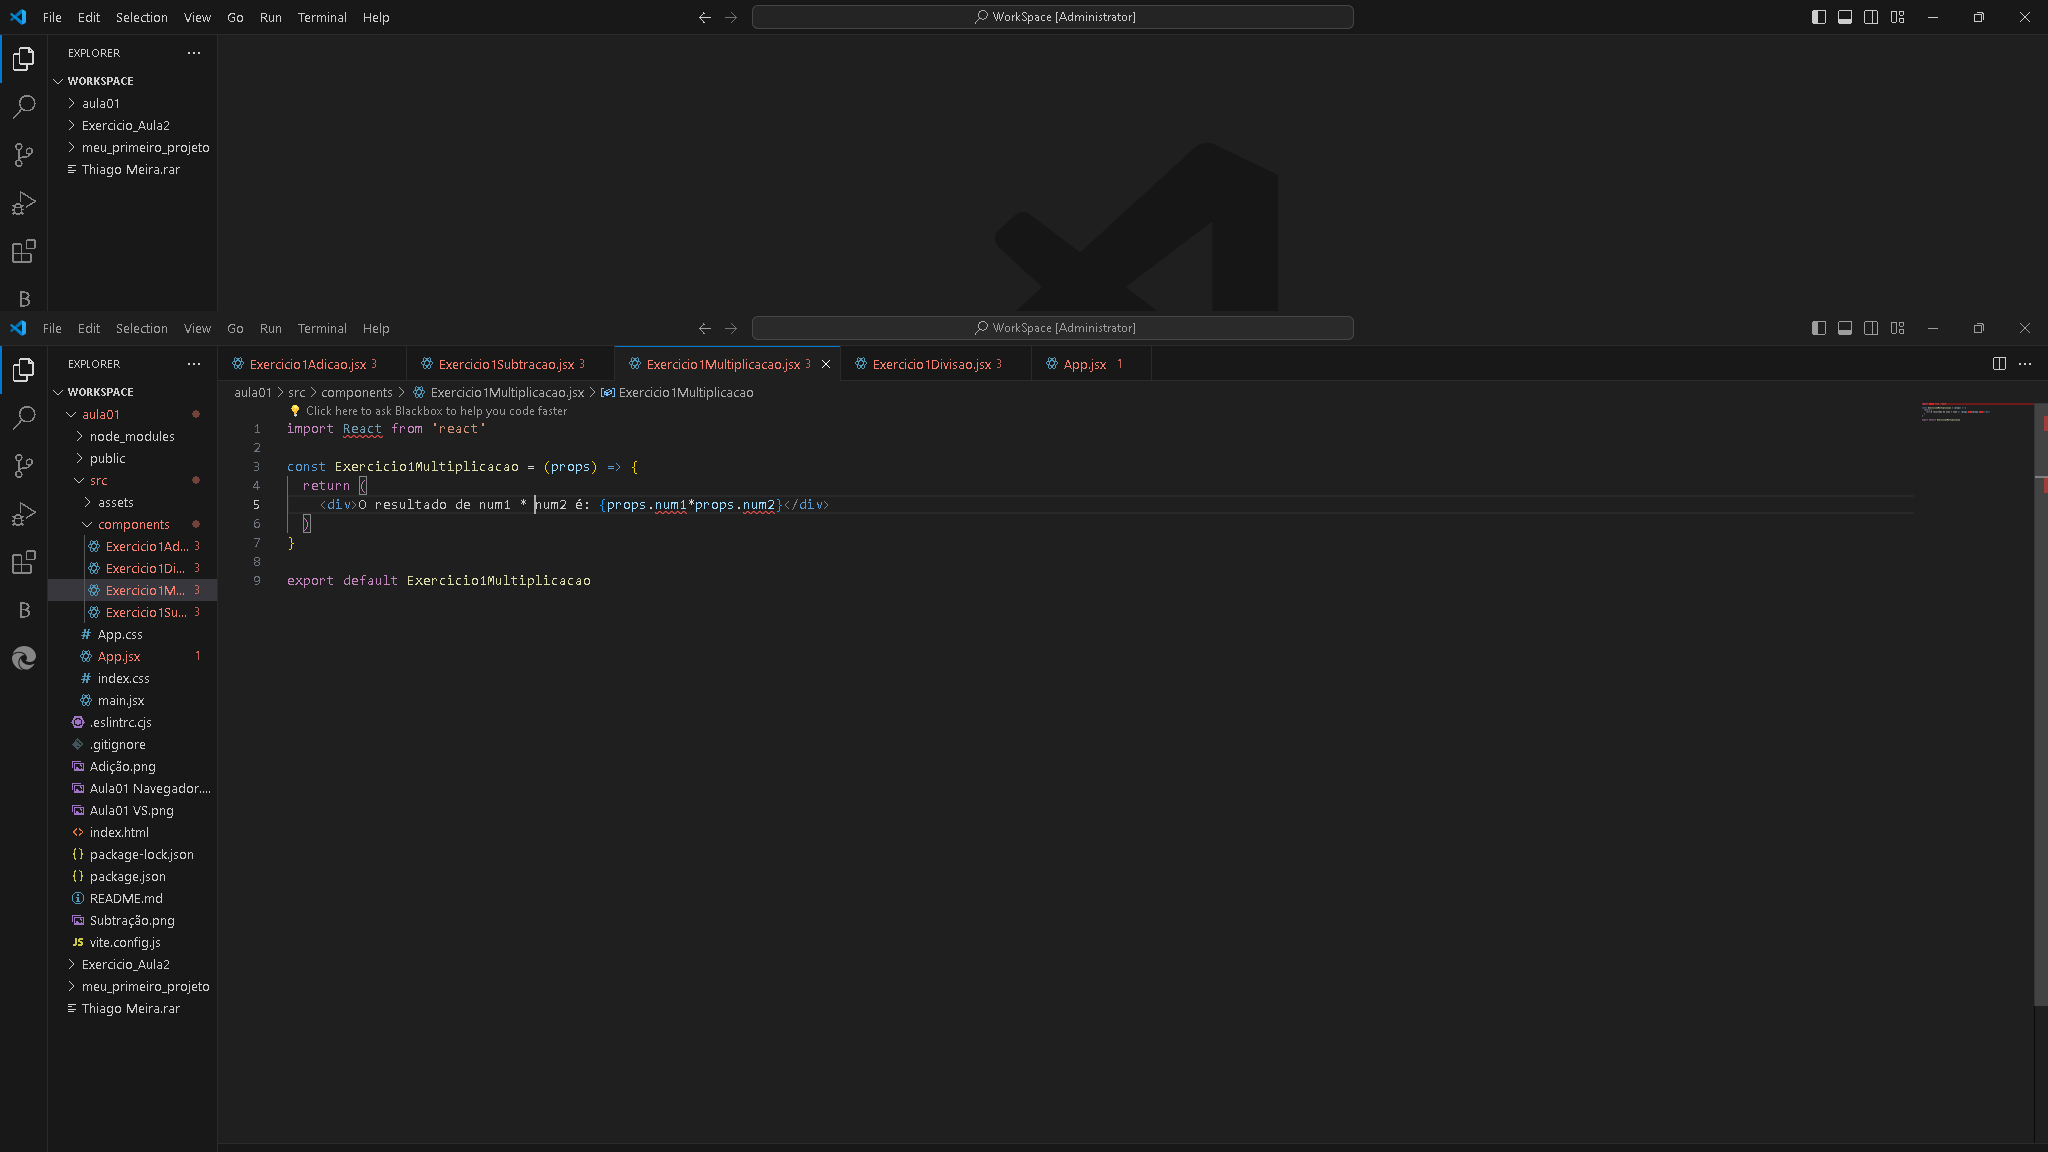 File Edit Selection View Go Run Terminal Help
WorkSpace [Administrator]
EXPLORER
WORKSPACE
aula01
Exercicio_Aula2
meu_primeiro_projeto
Thiago Meira.rar
B
File Edit Selection View Go Run Terminal Help
WorkSpace [Administrator]
EXPLORER
WORKSPACE
aula01
node_modules
public
src
assets
components
Exercicio1Ad... 3
Exercicio1Di... 3
Exercicio1M... 3
Exercicio1Su... 3
# App.css
App.jsx 1
# index.css
main.jsx
.eslintrc.cjs
.gitignore
Adição.png
Aula01 Navegador....
Aula01 VS.png
<> index.html
{} package-lock.json
{} package.json
README.md
Subtração.png
JS vite.config.js
Exercicio_Aula2
meu_primeiro_projeto
Thiago Meira.rar
B
Exercicio1Adicao.jsx 3
Exercicio1Subtracao.jsx 3
Exercicio1Multiplicacao.jsx 3
Exercicio1Divisao.jsx 3
App.jsx 1
aula01 > src > components > Exercicio1Multiplicacao.jsx > Exercicio1Multiplicacao
Click here to ask Blackbox to help you code faster
1 import React from 'react'
2
3 const Exercicio1Multiplicacao = (props) => {
4 return (
5 <div>O resultado de num1 * num2 é: {props.num1*props.num2}</div>
6 )
7 }
8
9 export default Exercicio1Multiplicacao